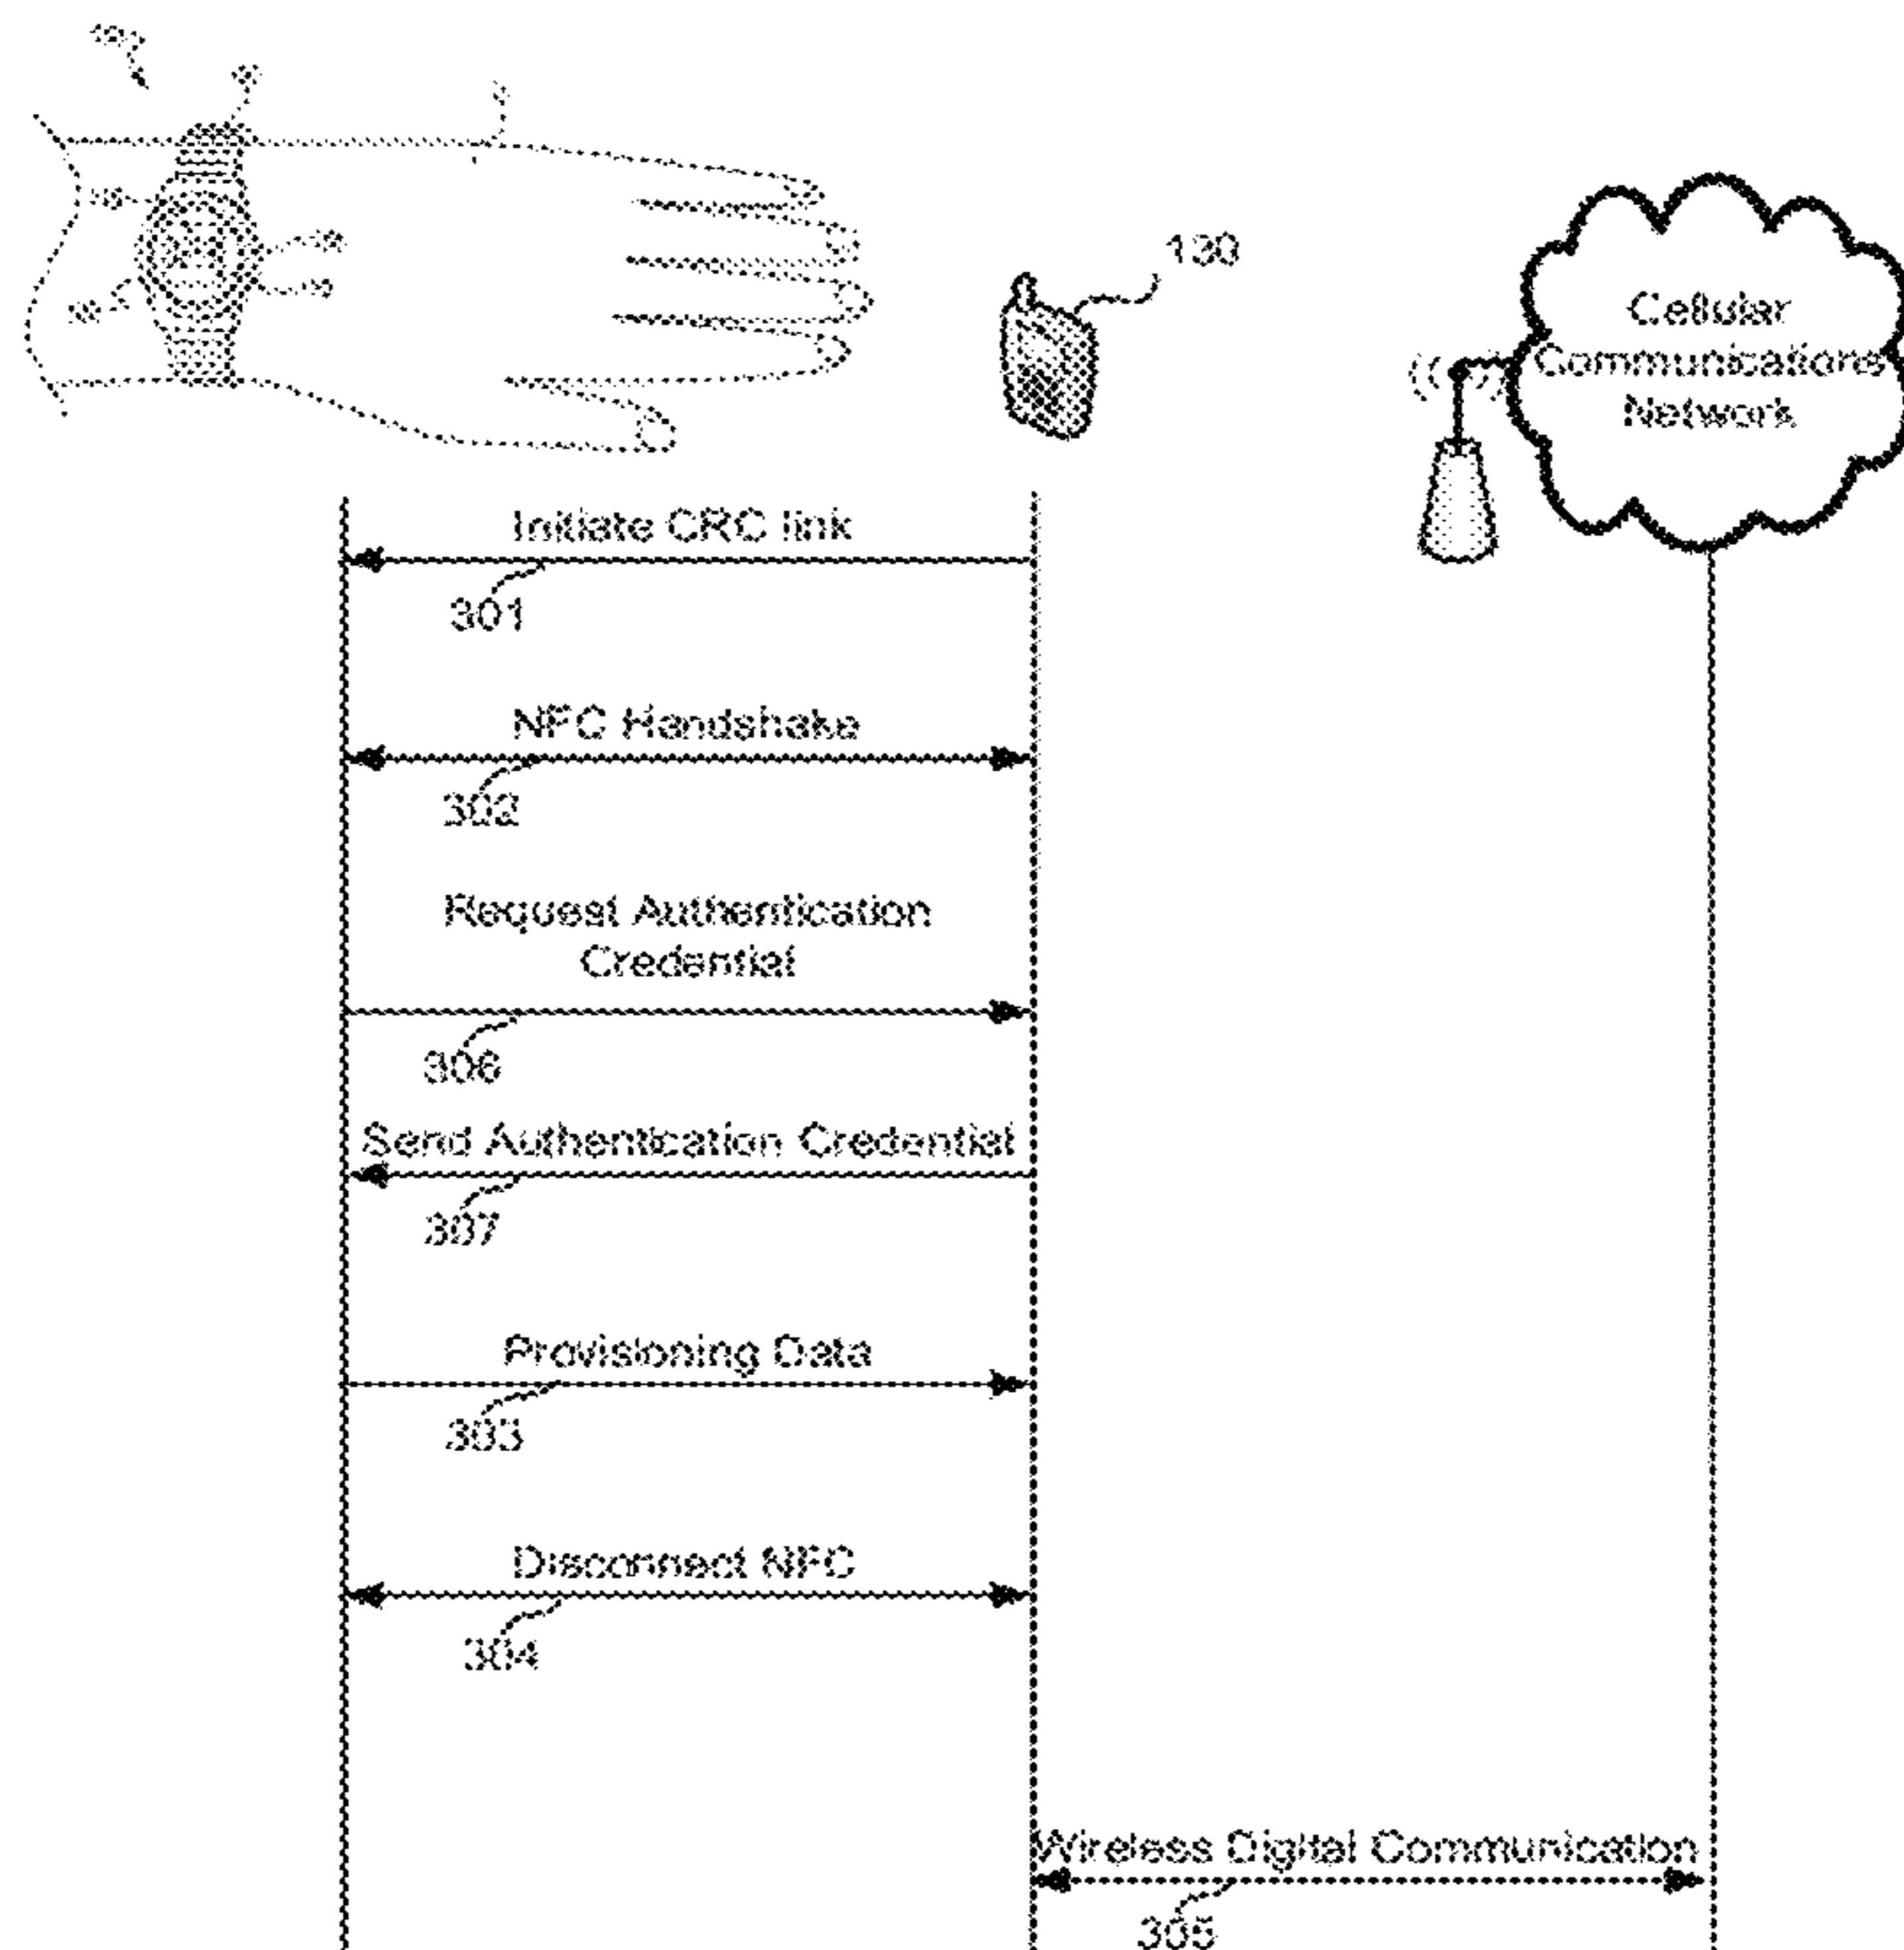 130
Cellular
Communications
Network
Initiate CRC link
301
NFC Handshake
302
Request Authentication
Credential
306
Send Authentication Credential
307
Provisioning Data
303
Disconnect NFC
304
Wireless Digital Communication
305